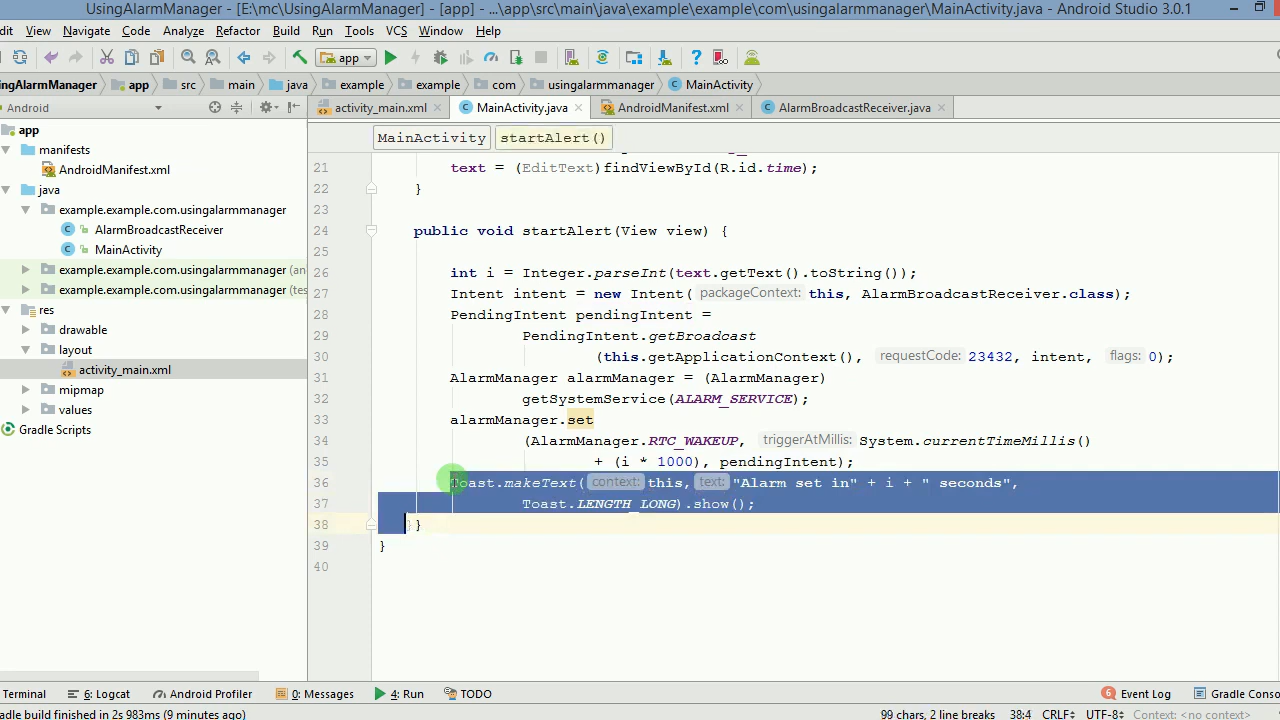 UsingAlarmManager - [E:\mc\UsingAlarmManager] - [app] - ...\app\src\main\java\example\example\com\usingalarmmanager\MainActivity.java - Android Studio 3.0.1
View Navigate Code Analyze Refactor Build Run Tools VCS Window Help
app
app src main java example example com usingalarmmanager MainActivity
Android
activity_main.xml MainActivity.java AndroidManifest.xml AlarmBroadcastReceiver.java
MainActivity startAlert()
app
manifests
AndroidManifest.xml
java
example.example.com.usingalarmmanager
AlarmBroadcastReceiver
MainActivity
example.example.com.usingalarmmanager
example.example.com.usingalarmmanager
res
drawable
layout
activity_main.xml
mipmap
values
Gradle Scripts
21 text = (EditText)findViewById(R.id.time);
22 }
23
24 public void startAlert(View view) {
25
26 int i = Integer.parseInt(text.getText().toString());
27 Intent intent = new Intent( packageContext: this, AlarmBroadcastReceiver.class);
28 PendingIntent pendingIntent =
29 PendingIntent.getBroadcast
30 (this.getApplicationContext(), requestCode: 23432, intent, flags: 0);
31 AlarmManager alarmManager = (AlarmManager)
32 getSystemService(ALARM_SERVICE);
33 alarmManager.set
34 (AlarmManager.RTC_WAKEUP, triggerAtMillis: System.currentTimeMillis()
35 + (i * 1000), pendingIntent);
36 Toast.makeText( context: this, text: "Alarm set in" + i + " seconds",
37 Toast.LENGTH_LONG).show();
38 }}
39 }
40
Terminal 6: Logcat Android Profiler 0: Messages 4: Run TODO 6 Event Log Gradle Conso
adle build finished in 2s 983ms (9 minutes ago) 99 chars, 2 line breaks 38:4 CRLF UTF-8 Context: <no context>